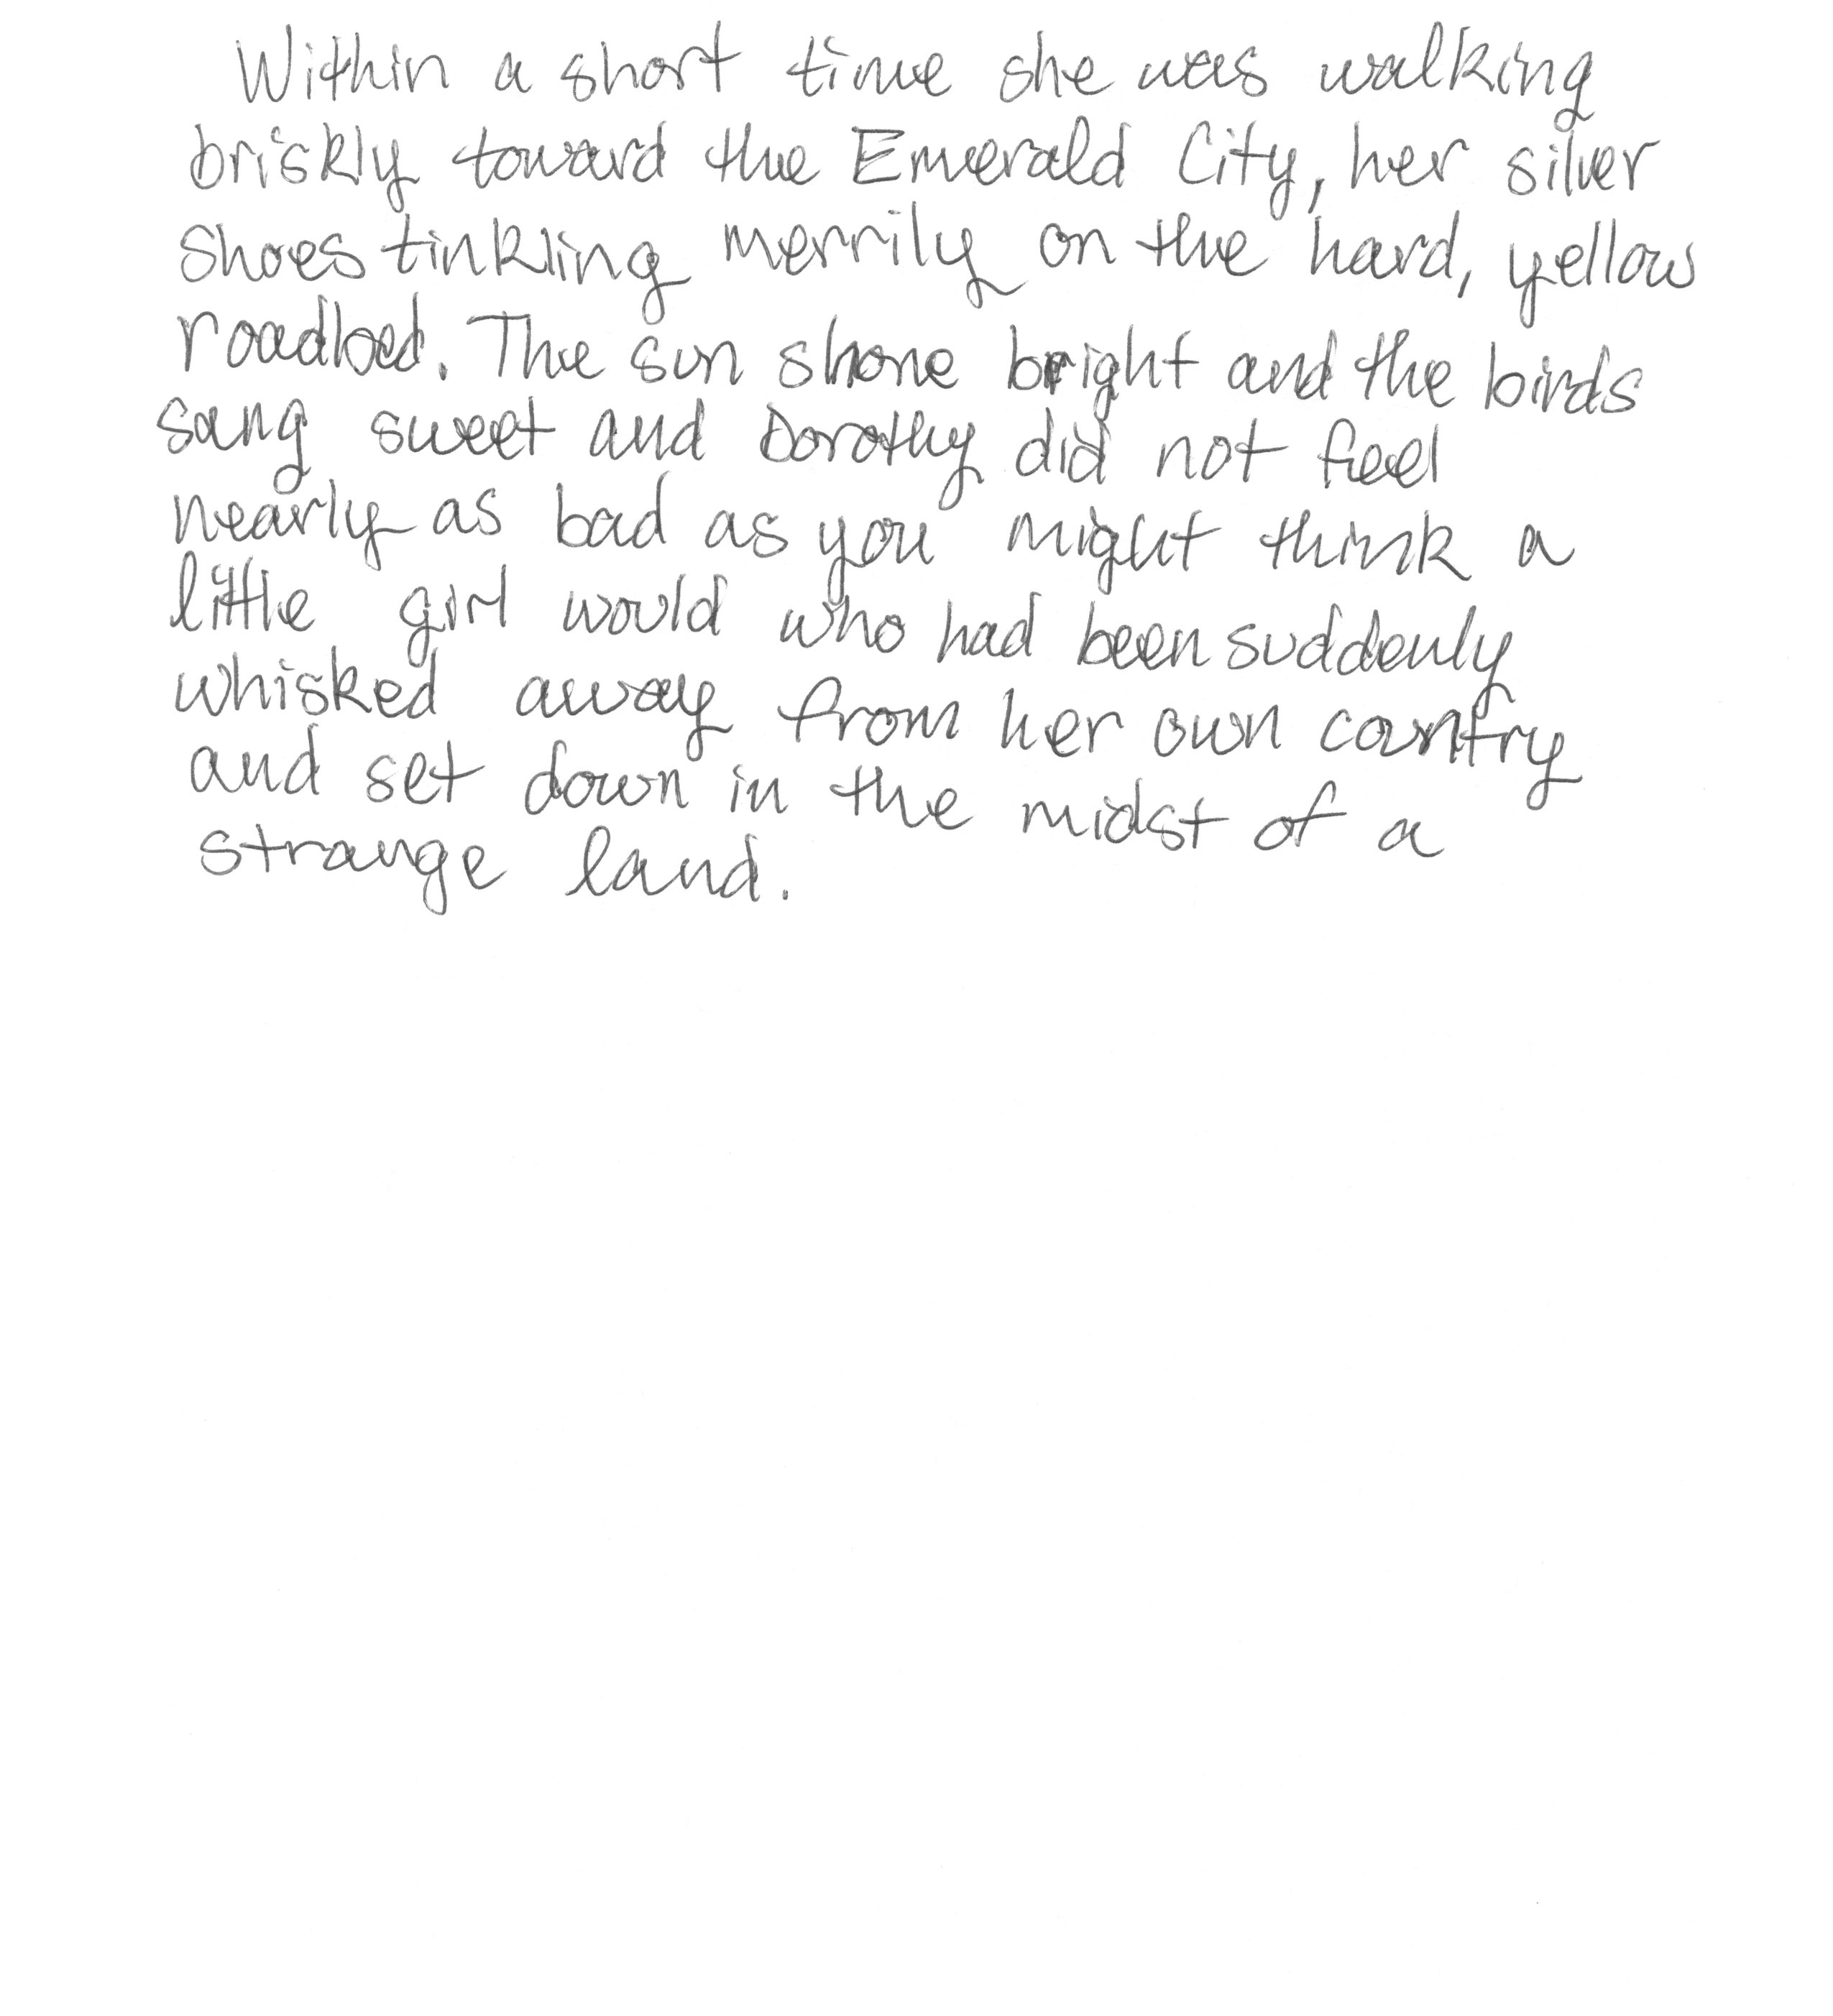 Within a short time she was walking
briskly toward the Emerald City, her silver
shoes tinkling merrily on the hard, yellow
roadbed. The sun shone bright and the birds
sang sweet and Dorothy did not feel
nearly as bad as you might think a
little girl would who had been suddenly
whisked away from her own country
and set down in the midst of a
strange land.